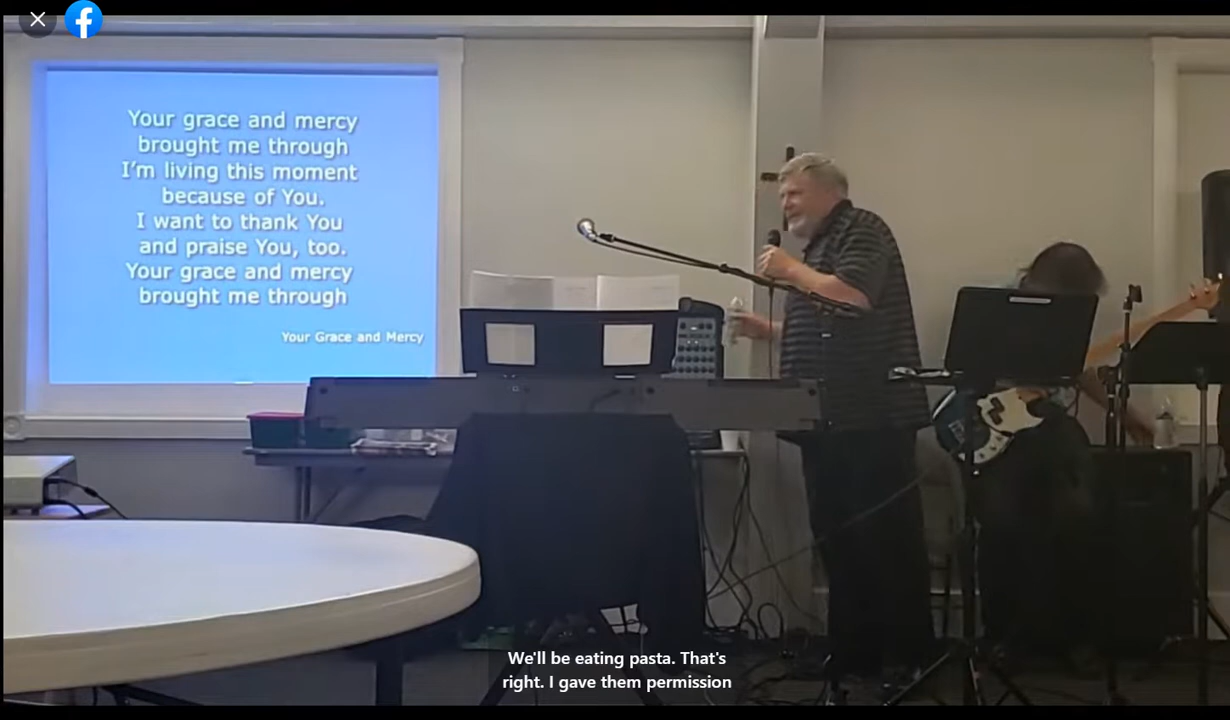 Your grace and mercy
brought me through
I'm living this moment
because of You.
I want to thank You
and praise You, too.
Your grace and mercy
brought me through
Your Grace and Mercy
We'll be eating pasta. That's
right. I gave them permission